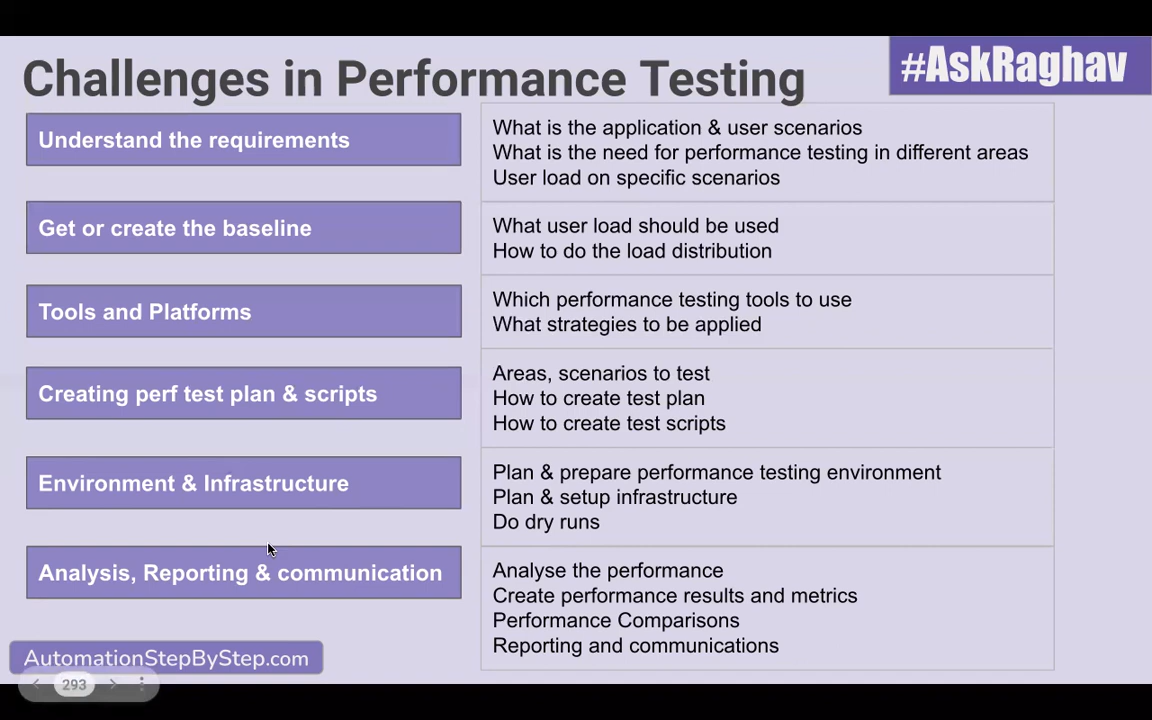 #AskRaghav
Challenges in Performance Testing
Understand the requirements
What is the application & user scenarios
What is the need for performance testing in different areas
User load on specific scenarios
Get or create the baseline
What user load should be used
How to do the load distribution
Tools and Platforms
Which performance testing tools to use
What strategies to be applied
Creating perf test plan & scripts
Areas, scenarios to test
How to create test plan
How to create test scripts
Environment & Infrastructure
Plan & prepare performance testing environment
Plan & setup infrastructure
Do dry runs
Analysis, Reporting & communication
Analyse the performance
Create performance results and metrics
Performance Comparisons
Reporting and communications
AutomationStepByStep.com
293